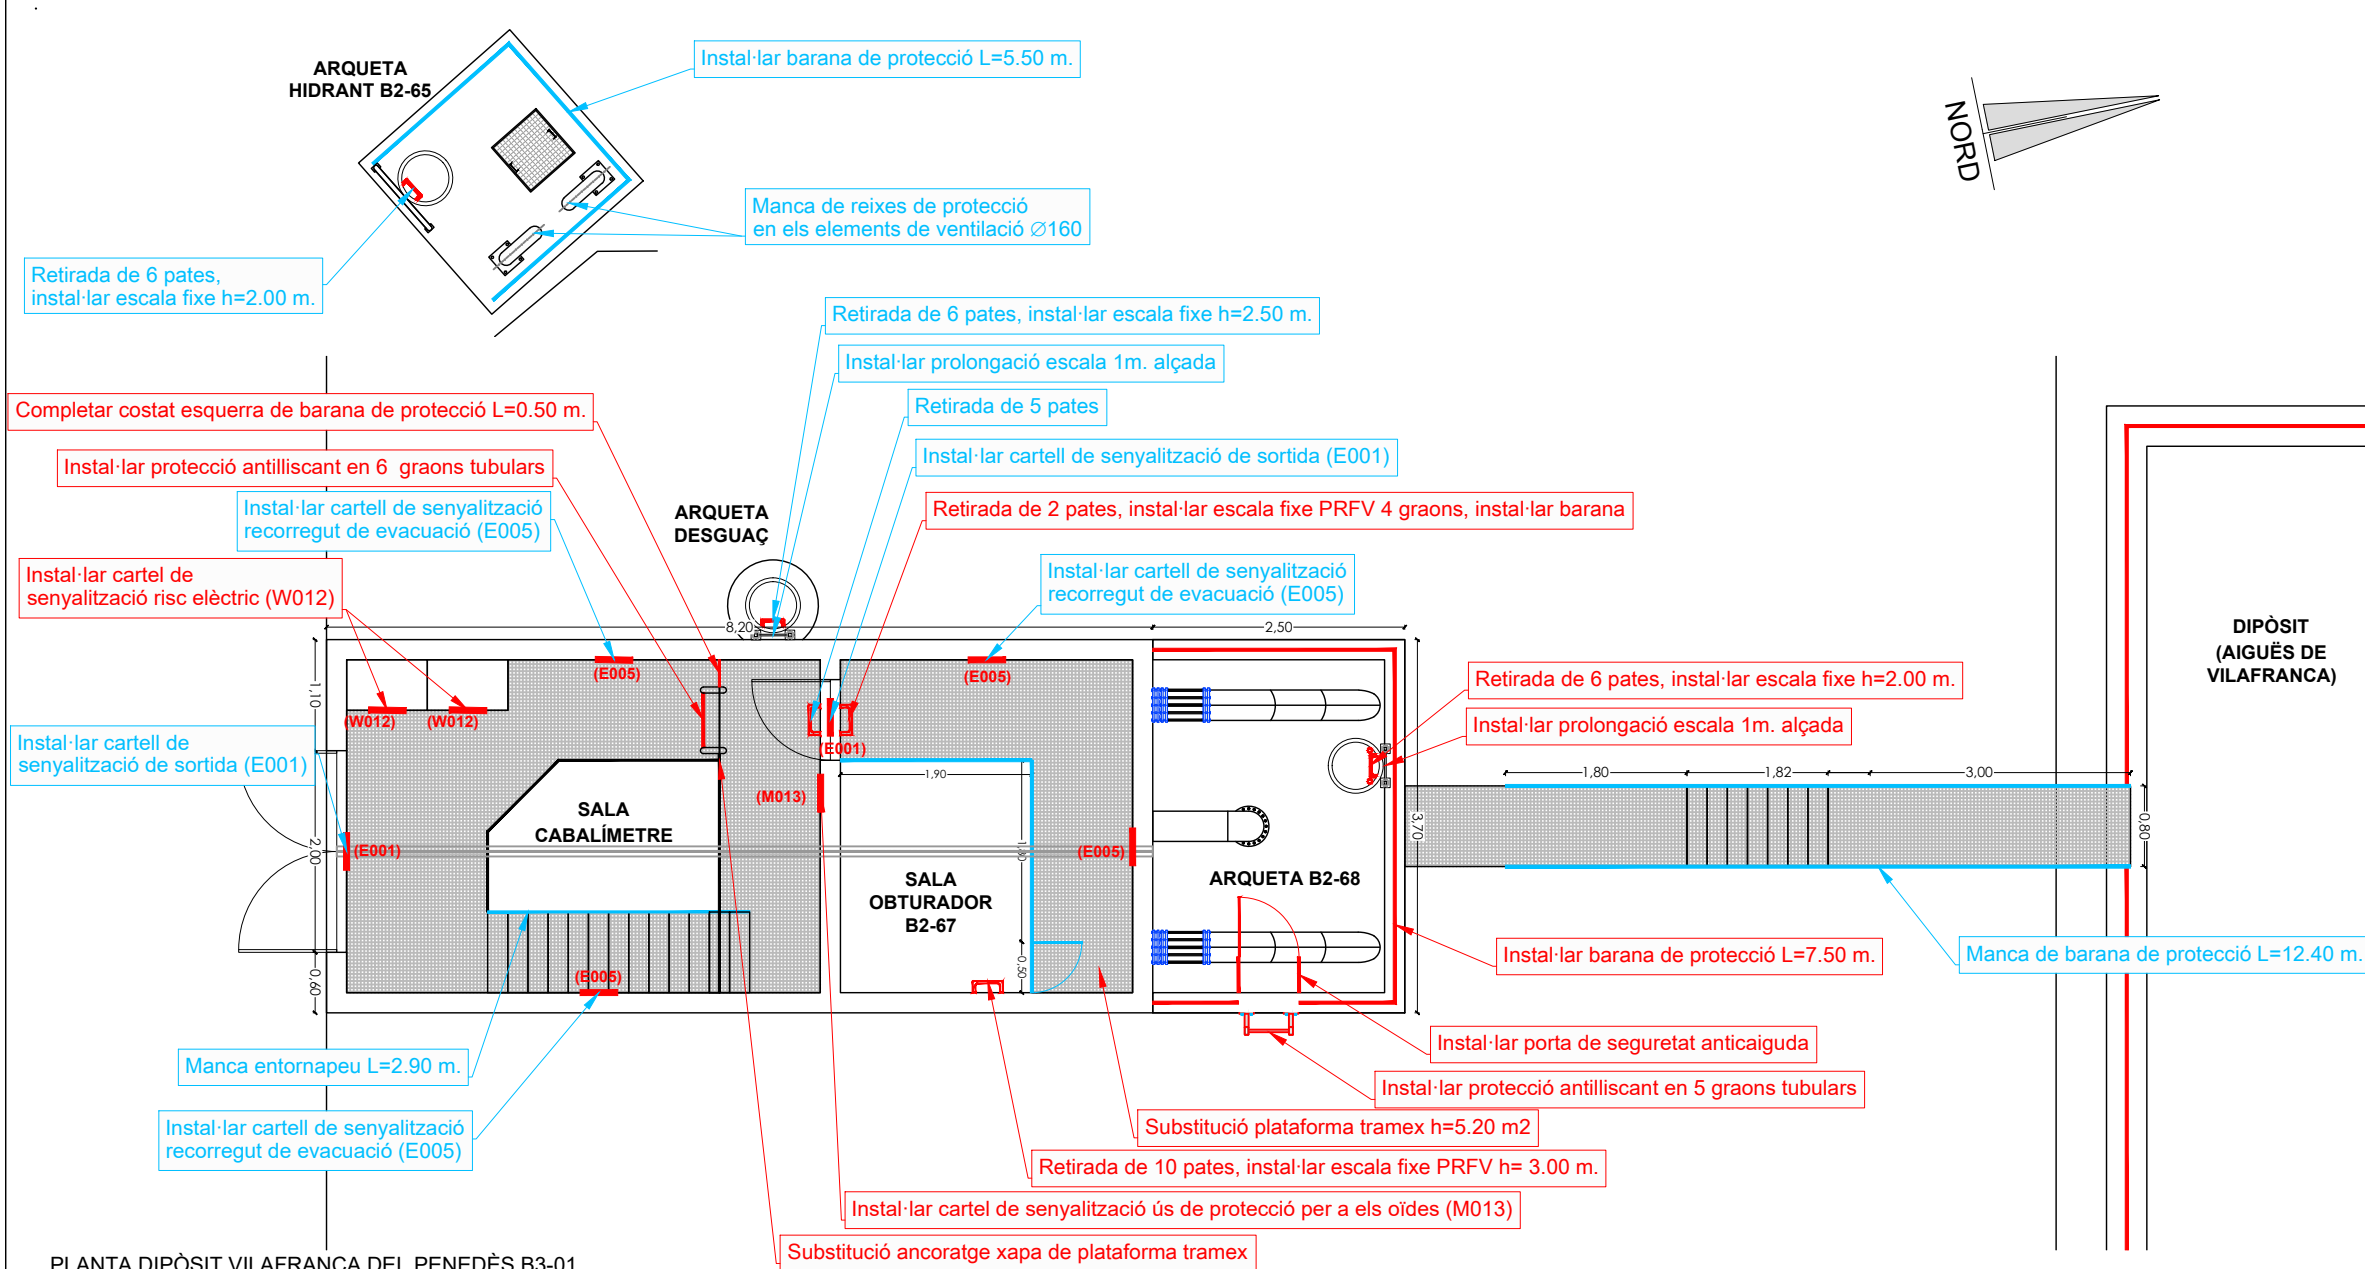 ARQUETA
HIDRANT B2-65
Instal·lar barana de protecció L=5.50 m.
NORD
Manca de reixes de protecció
en els elements de ventilació ∅160
Retirada de 6 pates,
instal·lar escala fixe h=2.00 m.
Retirada de 6 pates, instal·lar escala fixe h=2.50 m.
Instal·lar prolongació escala 1m. alçada
Completar costat esquerra de barana de protecció L=0.50 m.
Retirada de 5 pates
Instal·lar protecció antilliscant en 6 graons tubulars
Instal·lar cartell de senyalització de sortida (E001)
Instal·lar cartell de senyalització
recorregut de evacuació (E005)
ARQUETA
DESGUAÇ
Retirada de 2 pates, instal·lar escala fixe PRFV 4 graons, instal·lar barana
Instal·lar cartel de
senyalització risc elèctric (W012)
Instal·lar cartell de senyalització
recorregut de evacuació (E005)
8,20
2,50
DIPÒSIT
(AIGUËS DE
VILAFRANCA)
(E005)
(E005)
1,10
(W012)
(W012)
(E001)
Retirada de 6 pates, instal·lar escala fixe h=2.00 m.
Instal·lar prolongació escala 1m. alçada
Instal·lar cartell de
senyalització de sortida (E001)
1,90
1,80
1,82
3,00
(M013)
SALA
CABALÍMETRE
3,70
0,80
2,00
(E001)
1,80
(E005)
SALA
OBTURADOR
B2-67
ARQUETA B2-68
Instal·lar barana de protecció L=7.50 m.
Manca de barana de protecció L=12.40 m.
0,60
(E005)
0,50
Instal·lar porta de seguretat anticaiguda
Manca entornapeu L=2.90 m.
Instal·lar protecció antilliscant en 5 graons tubulars
Instal·lar cartell de senyalització
recorregut de evacuació (E005)
Substitució plataforma tramex h=5.20 m2
Retirada de 10 pates, instal·lar escala fixe PRFV h= 3.00 m.
Instal·lar cartel de senyalització ús de protecció per a els oïdes (M013)
Substitució ancoratge xapa de plataforma tramex
PLANTA DIPÒSIT VILAFRANCA DEL PENEDÈS B3-01